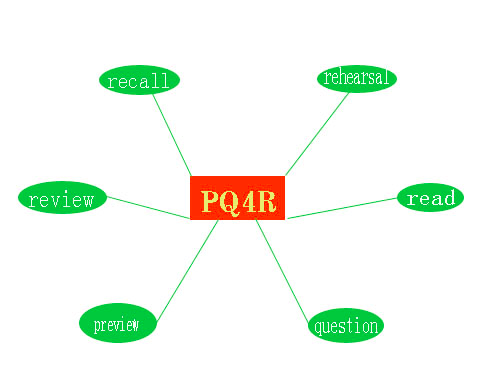 recall
rehearsal
review
PQ4R
read
preview
question